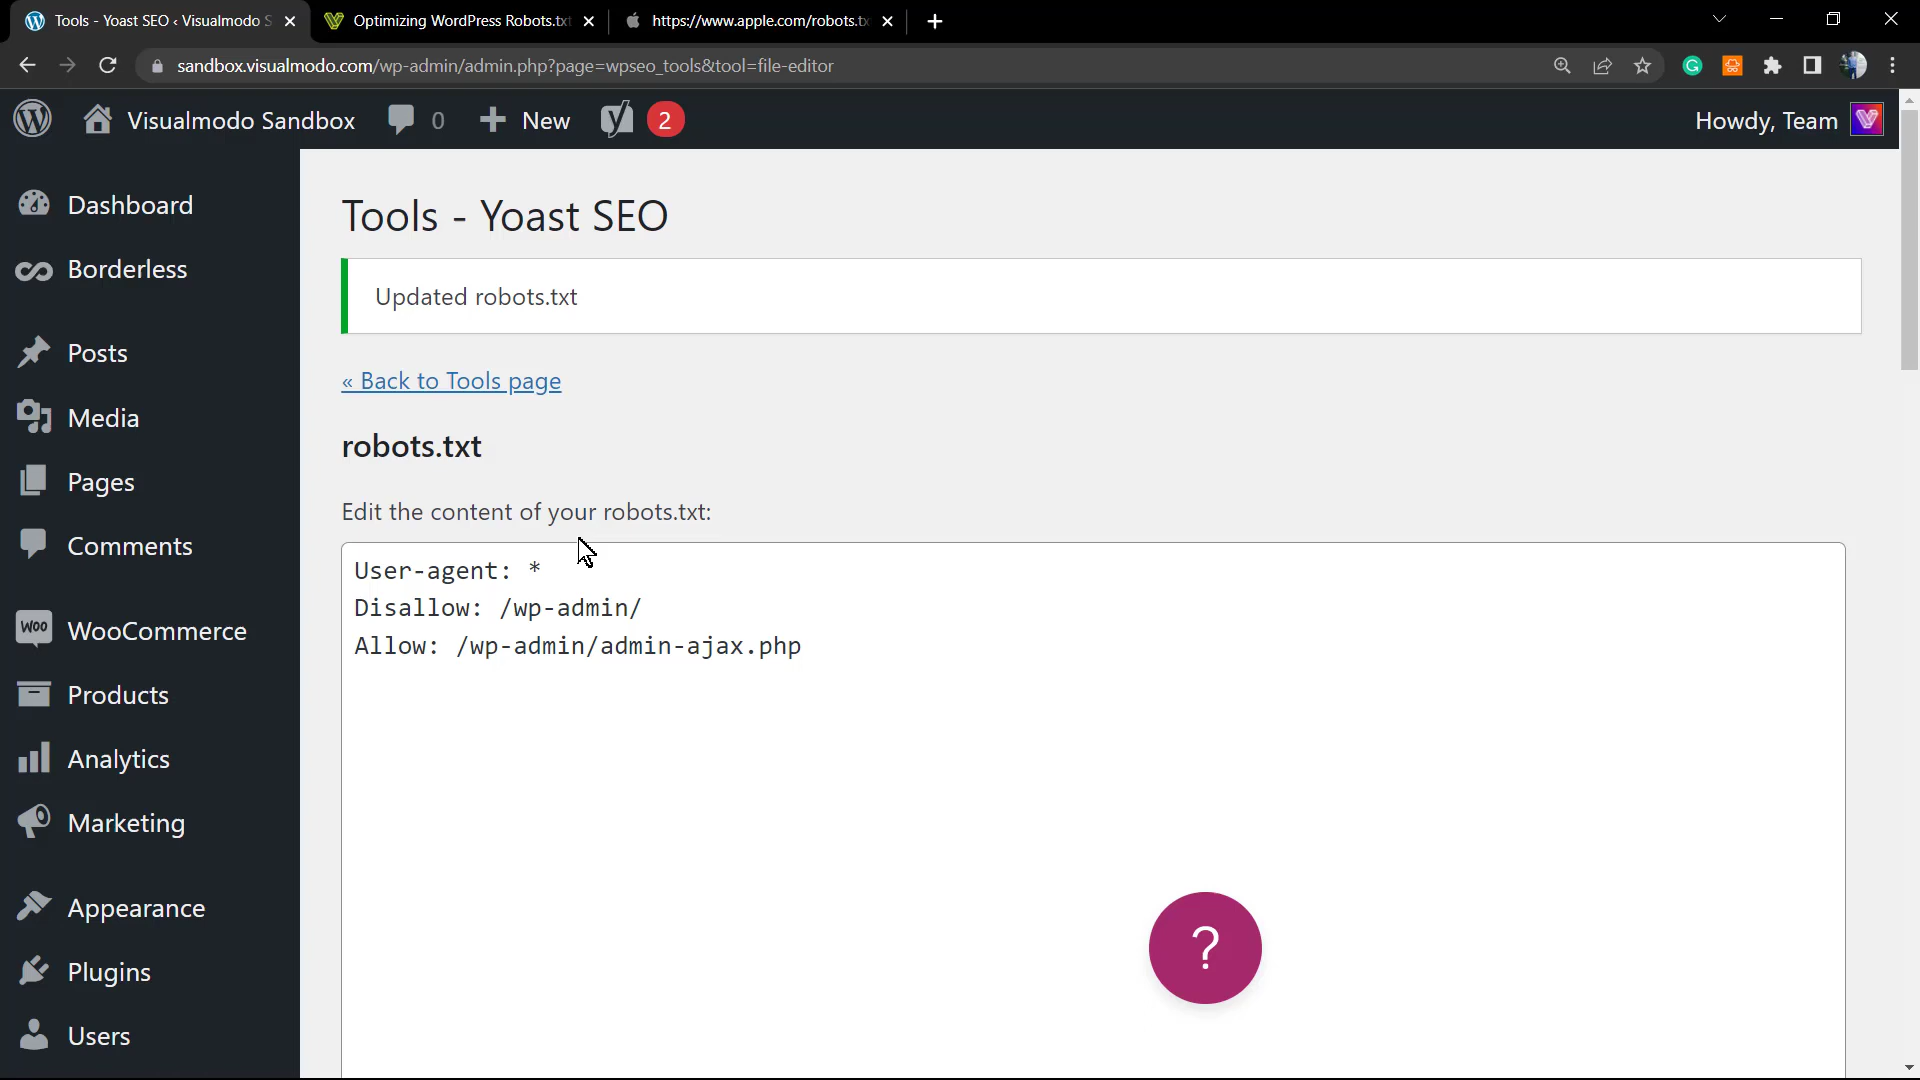 Tools - Yoast SEO ‹ Visualmodo S
Optimizing WordPress Robots.txt
https://www.apple.com/robots.tx
sandbox.visualmodo.com/wp-admin/admin.php?page=wpseo_tools&tool=file-editor
Visualmodo Sandbox 0 New 2 Howdy, Team
Dashboard
Borderless
Posts
Media
Pages
Comments
WOO WooCommerce
Products
Analytics
Marketing
Appearance
Plugins
Users
Tools - Yoast SEO
Updated robots.txt
« Back to Tools page
robots.txt
Edit the content of your robots.txt:
User-agent: *
Disallow: /wp-admin/
Allow: /wp-admin/admin-ajax.php
?